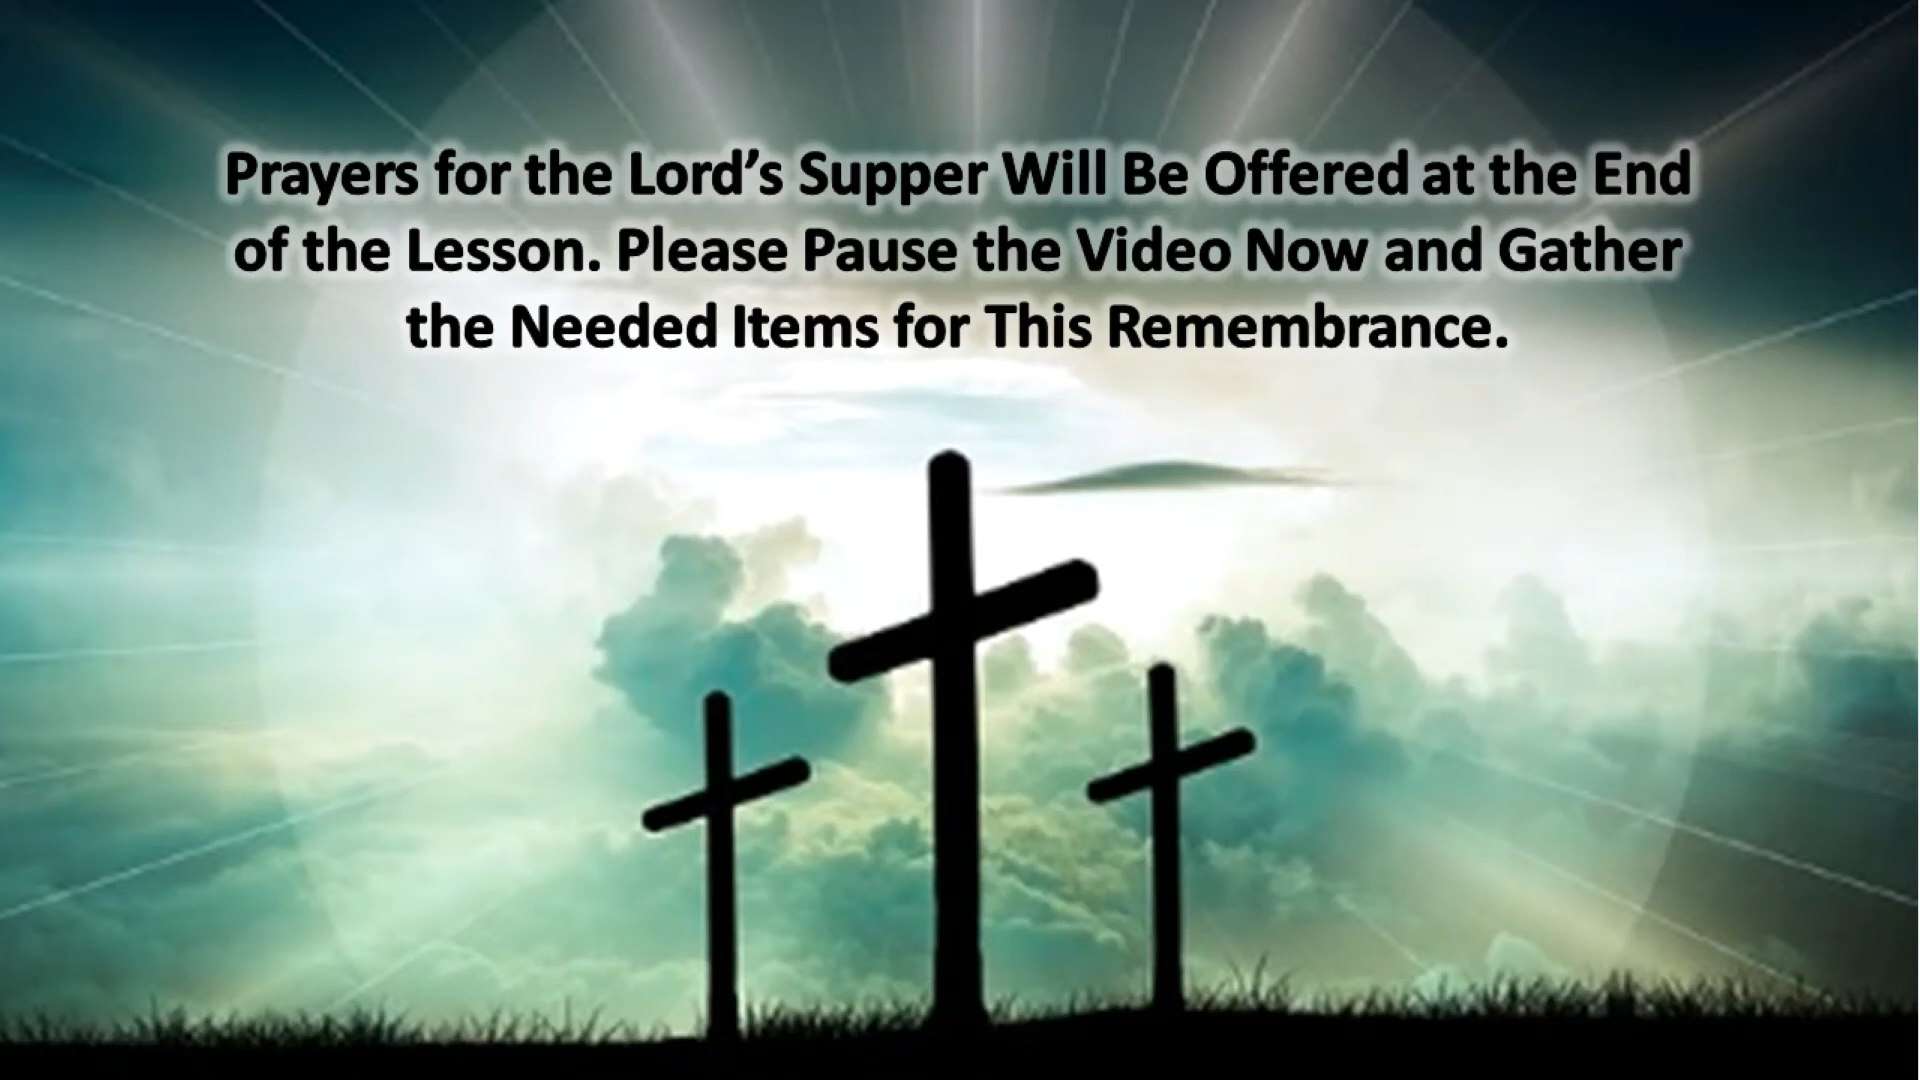 Prayers for the Lord’s Supper Will Be Offered at the End
of the Lesson. Please Pause the Video Now and Gather
the Needed Items for This Remembrance.